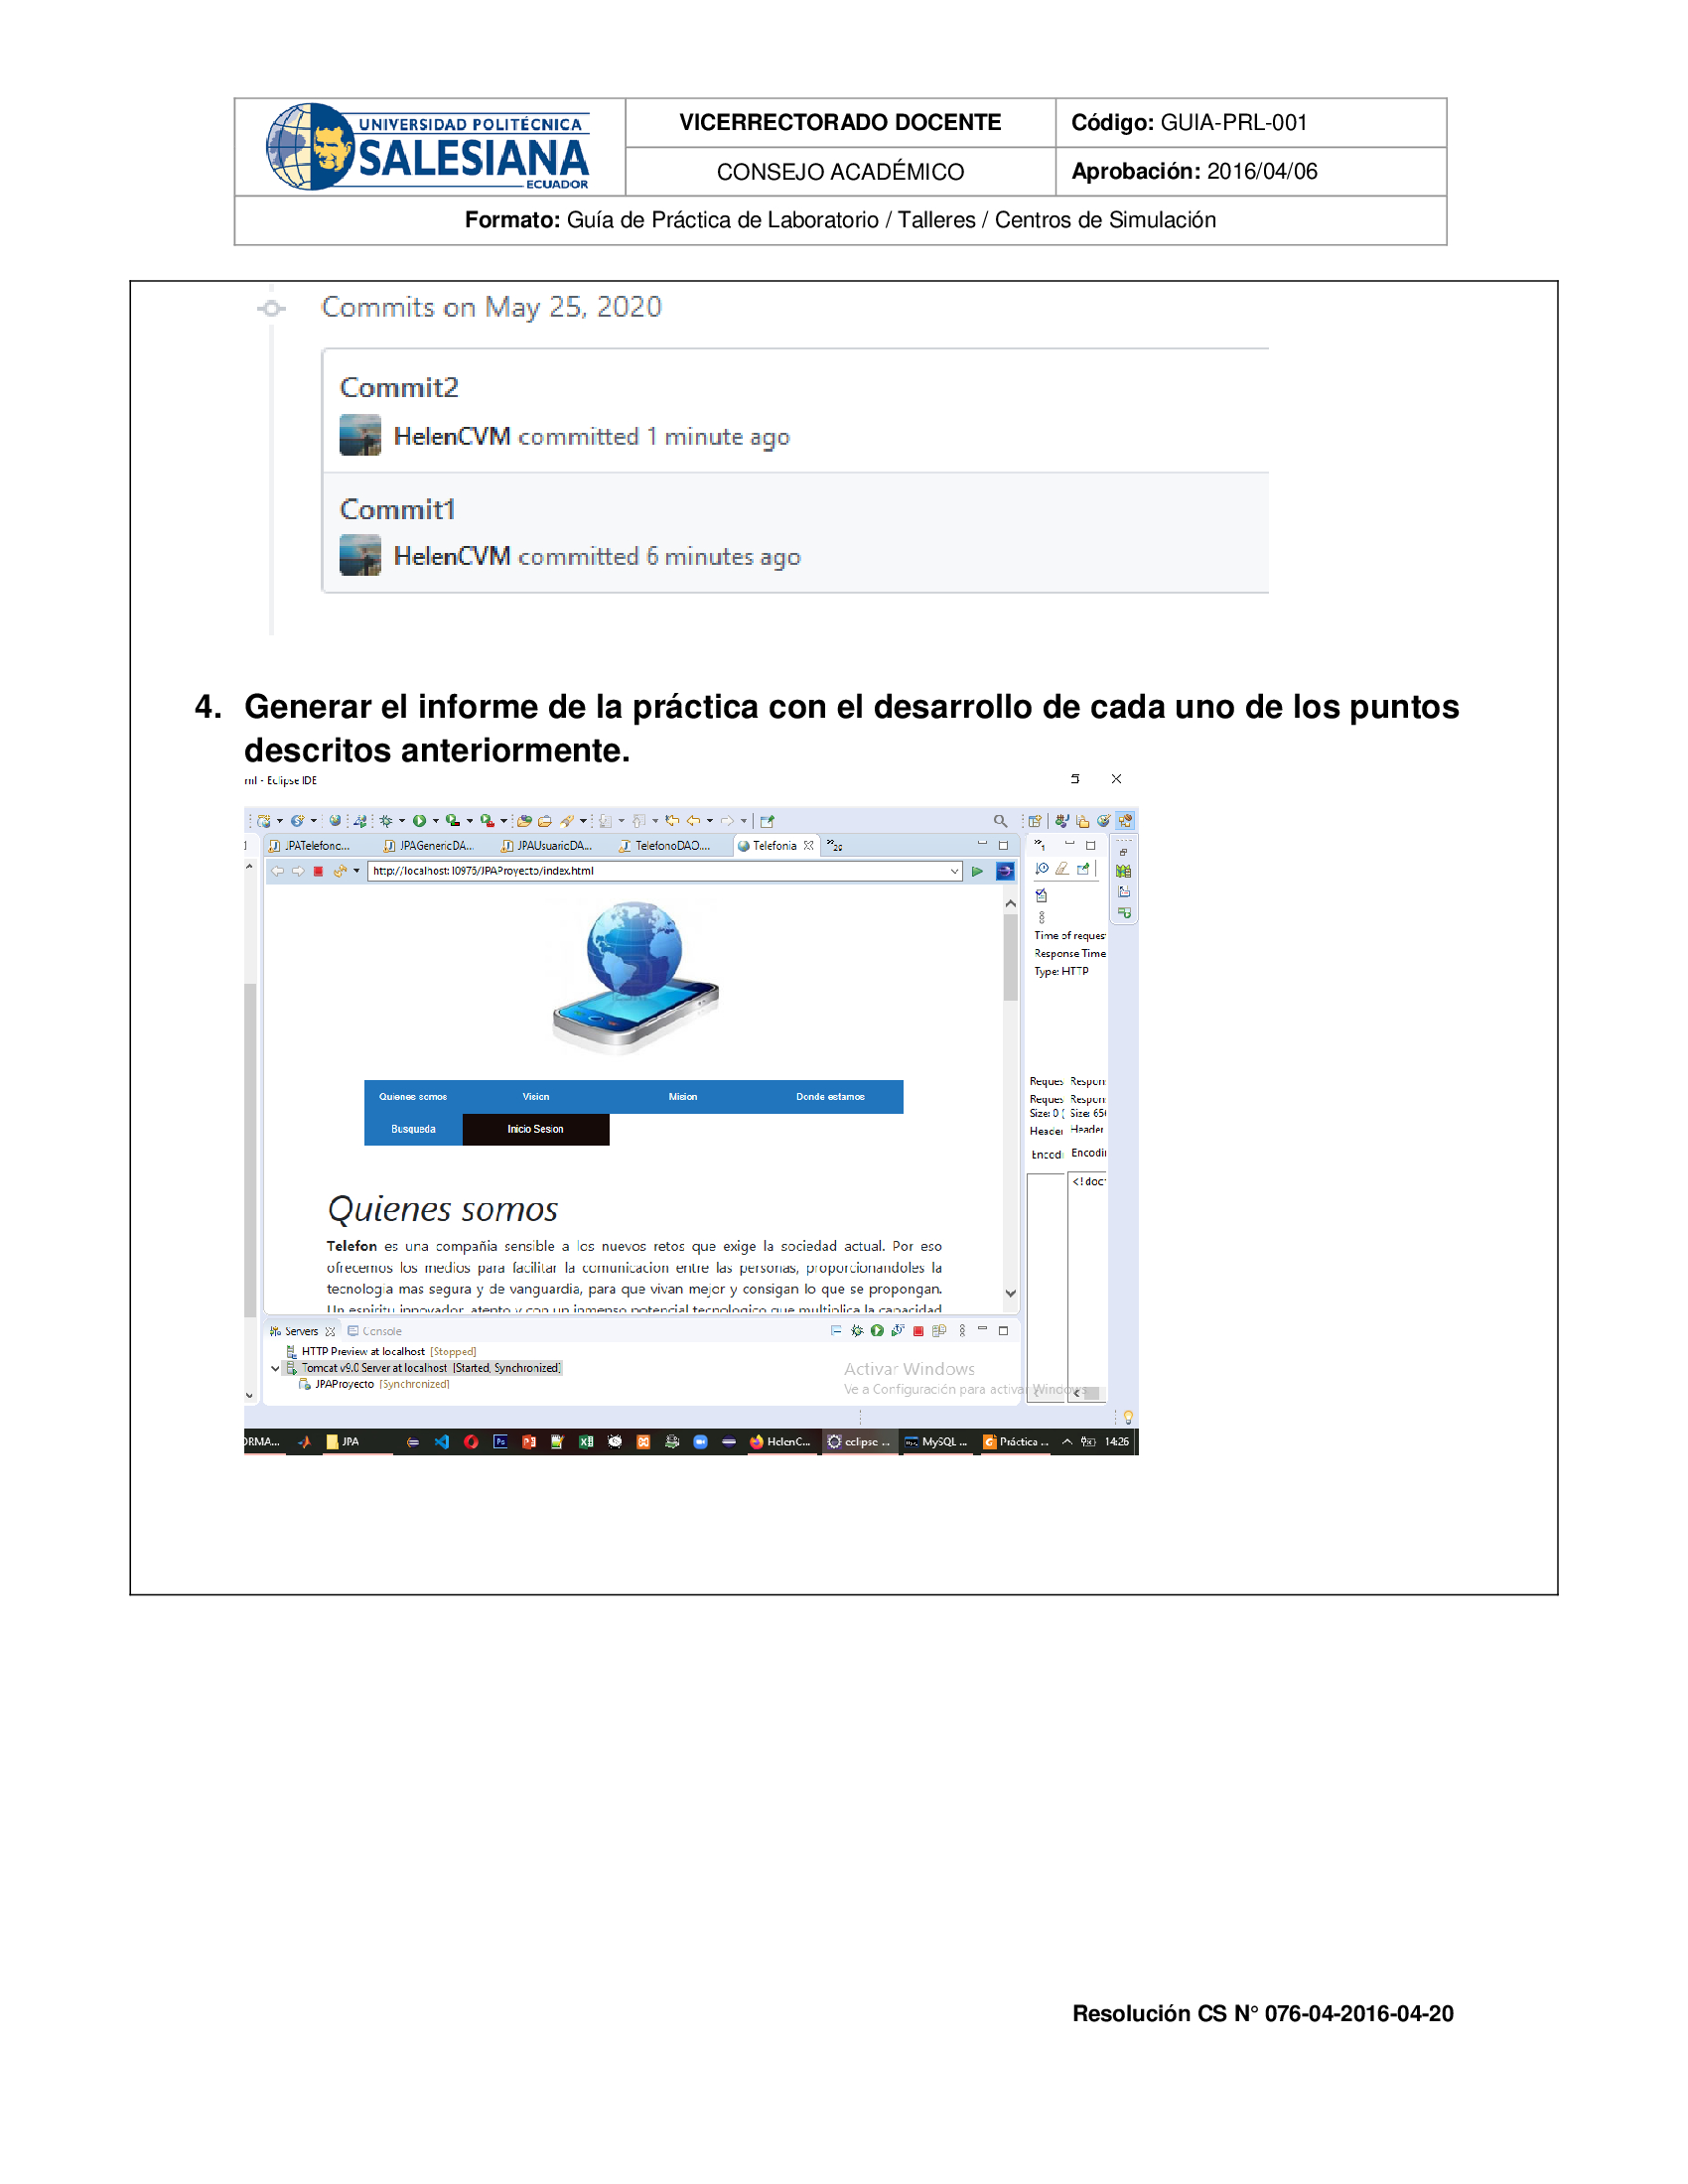 UNIVERSIDAD POLITÉCNICA
SALESIANA
ECUADOR
VICERRECTORADO DOCENTE
Código: GUIA-PRL-001
CONSEJO ACADÉMICO
Aprobación: 2016/04/06
Formato: Guía de Práctica de Laboratorio / Talleres / Centros de Simulación
Commits on May 25, 2020
Commit2
HelenCVM committed 1 minute ago
Commit1
HelenCVM committed 6 minutes ago
4. Generar el informe de la práctica con el desarrollo de cada uno de los puntos
descritos anteriormente.
ml - Eclipse IDE
JPATelefono... JPAGenericDA... JPAUsuarioDA... TelefonoDAO.... Telefonia
http://localhost:10976/JPAProyecto/index.html
Time of reques
Response Time
Type: HTTP
Quienes somos Vision Mision Donde estamos
Busqueda Inicio Sesion
Reques Respon
Reques Respon
Size: 0 ( Size: 65
Header Header
Encod Encodi
<!doc
Quienes somos
Telefon es una compañia sensible a los nuevos retos que exige la sociedad actual. Por eso
ofrecemos los medios para facilitar la comunicacion entre las personas, proporcionandoles la
tecnologia mas segura y de vanguardia, para que vivan mejor y consigan lo que se propongan.
Un espiritu innovador, atento y con un inmenso potencial tecnologico que multiplica la capacidad
Servers Console
HTTP Preview at localhost [Stopped]
Tomcat v9.0 Server at localhost [Started, Synchronized]
JPAProyecto [Synchronized]
Activar Windows
Ve a Configuración para activar Windows.
ORMA... JPA HelenC... eclipse ... MySQL ... Práctica ... 14:26
Resolución CS N° 076-04-2016-04-20